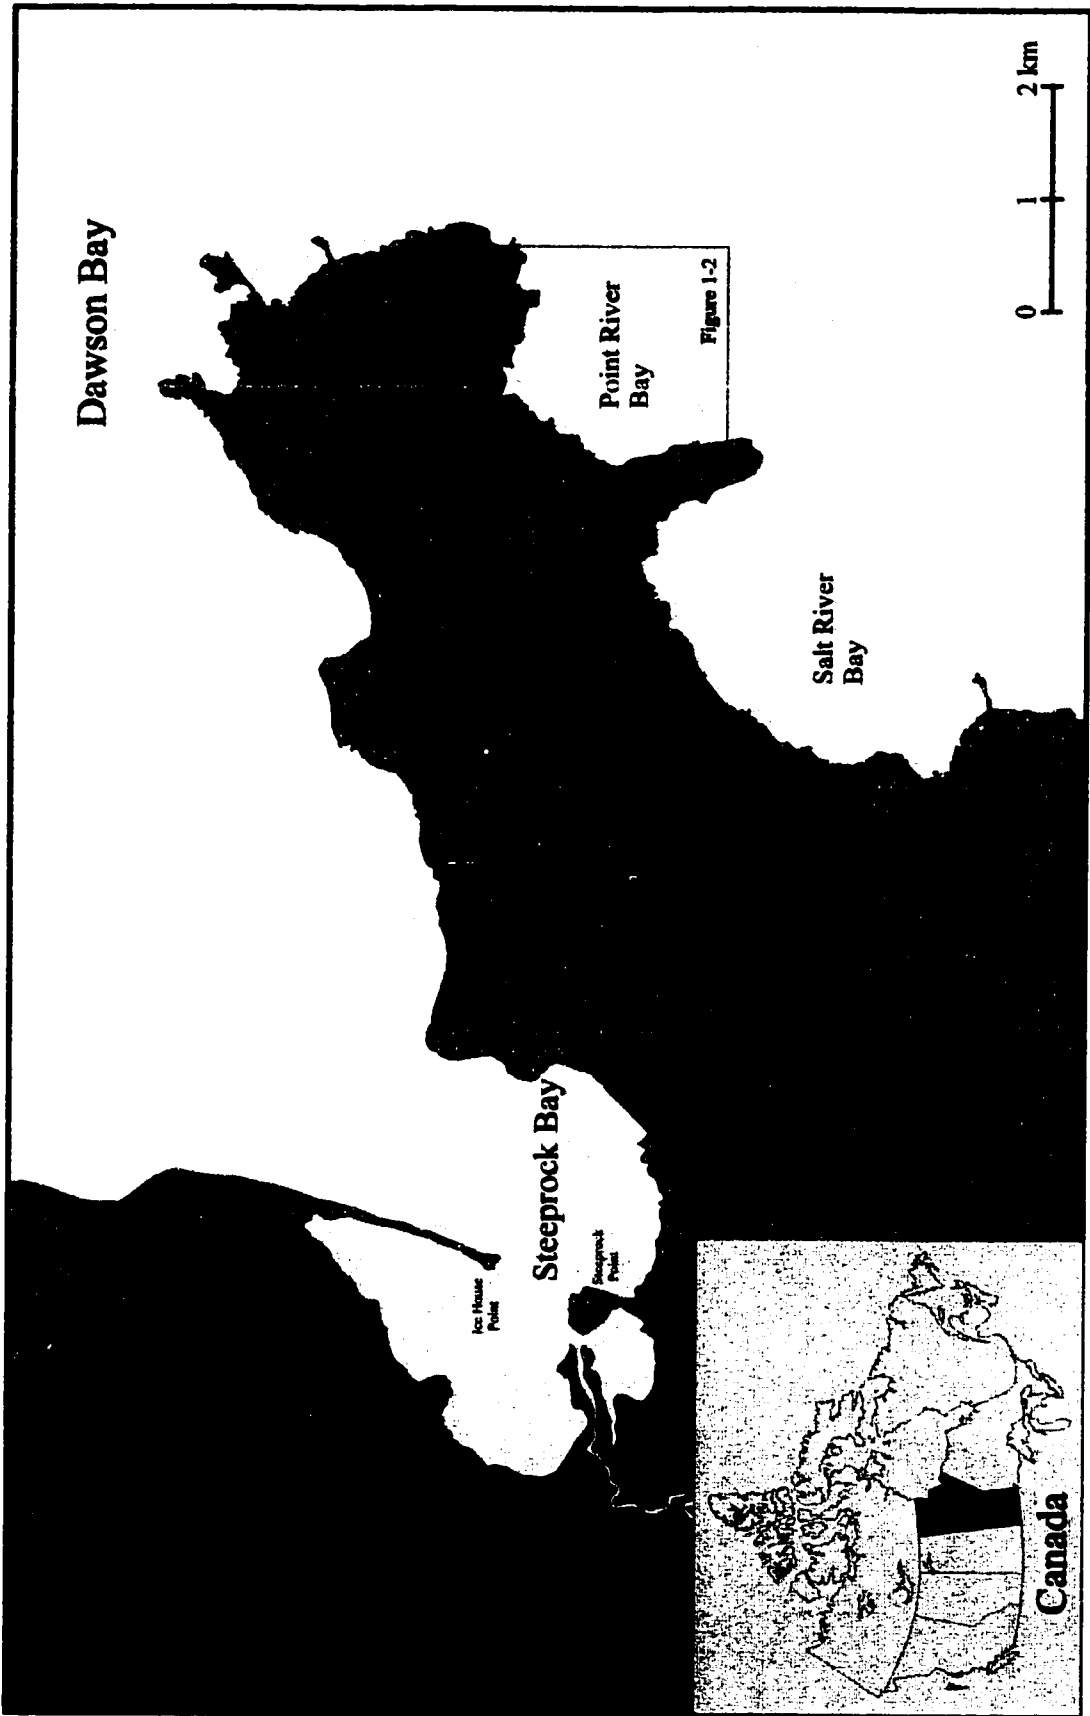 Dawson Bay
Steeprock Bay
Ice House
Point
Steeprock
Point
Point River
Bay
Figure 1-2
Salt River
Bay
0 1 2 km
Canada